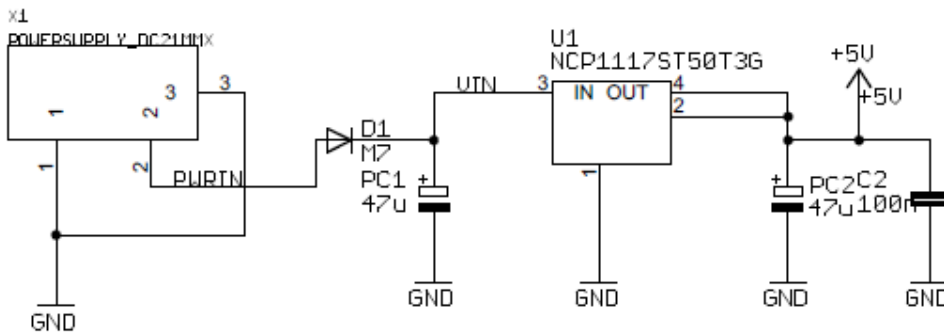 X1
POWERSUPPLY_DC21MMX
1
2
3
3
1
2
PWRIN
D1
M7
VIN
PC1
+
47u
U1
NCP1117ST50T3G
3
IN OUT
4
2
1
+5V
+5V
+
PC2
47u
C2
100n
GND
GND
GND
GND
GND